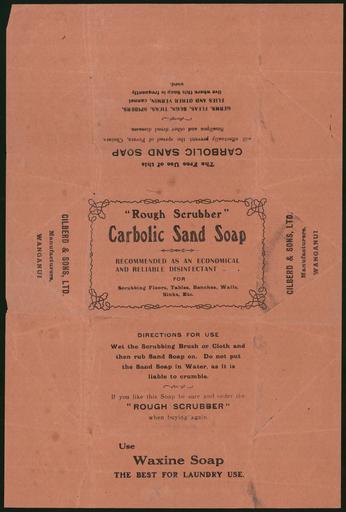 The Free Use of this
CARBOLIC SAND SOAP
will effectually prevent the spread of Fevers, Cholera
Smallpox and other dread diseases.
GERMS, FLEAS, BUGS, TICKS, SPIDERS,
FLIES AND OTHER VERMIN, cannot
live where this Soap is frequently
used.
"Rough Scrubber"
Carbolic Sand Soap
RECOMMENDED AS AN ECONOMICAL
AND RELIABLE DISINFECTANT
FOR
Scrubbing Floors, Tables, Benches, Walls,
Sinks, Etc.
GILBERD & SONS, LTD.
Manufacturers,
WANGANUI
GILBERD & SONS, LTD.
Manufacturers,
WANGANUI
DIRECTIONS FOR USE
Wet the Scrubbing Brush or Cloth and
then rub Sand Soap on. Do not put
the Sand Soap in Water, as it is
liable to crumble.
If you like this Soap be sure and order the
"ROUGH SCRUBBER"
when buying again.
Use
Waxine Soap
THE BEST FOR LAUNDRY USE.